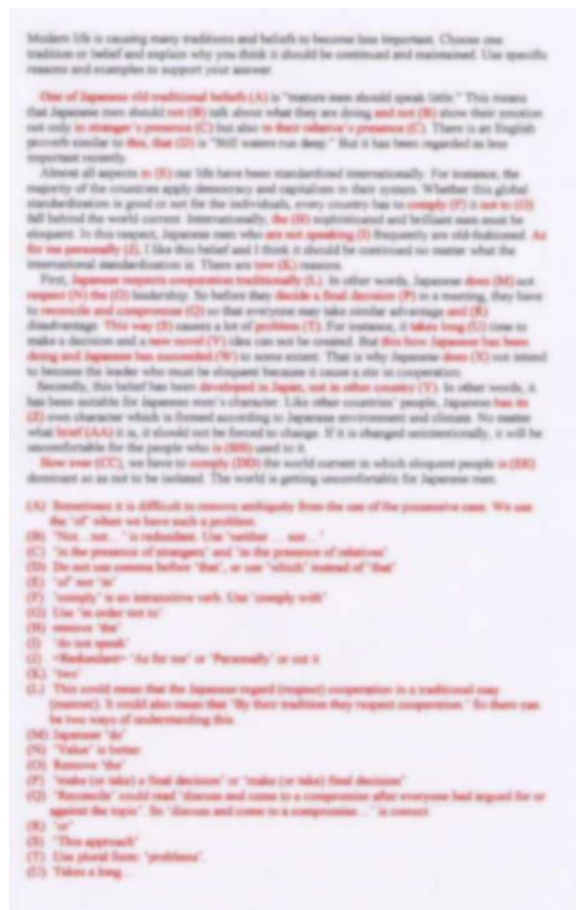 Modern life is causing many traditions and beliefs to become less important. Choose one
tradition or belief and explain why you think it should be continued and maintained. Use specific
reasons and examples to support your answer.
One of Japanese old traditional beliefs (A) is "mature men should speak little." This means
that Japanese men should not (B) talk about what they are doing and not (B) show their emotion
not only in stranger's presence (C) but also in their relative's presence (C). There is an English
proverb similar to this, that (D) is "Still waters run deep." But it has been regarded as less
important recently.
Almost all aspects in (E) our life have been standardized internationally. For instance, the
majority of the countries apply democracy and capitalism in their system. Whether this global
standardization is good or not for the individuals, every country has to comply (F) it not to (G)
fall behind the world current. Internationally, the (H) sophisticated and brilliant men must be
eloquent. In this respect, Japanese men who are not speaking (I) frequently are old-fashioned. As
for me personally (J), I like this belief and I think it should be continued no matter what the
international standardization is. There are tow (K) reasons.
First, Japanese respects cooperation traditionally (L). In other words, Japanese does (M) not
respect (N) the (O) leadership. So before they decide a final decision (P) in a meeting, they have
to reconcile and compromise (Q) so that everyone may take similar advantage and (R)
disadvantage. This way (S) causes a lot of problem (T). For instance, it takes long (U) time to
make a decision and a new novel (V) idea can not be created. But this how Japanese has been
doing and Japanese has succeeded (W) to some extent. That is why Japanese does (X) not intend
to become the leader who must be eloquent because it cause a stir in cooperation.
Secondly, this belief has been developed in Japan, not in other country (Y). In other words, it
has been suitable for Japanese men's character. Like other countries' people, Japanese has its
(Z) own character which is formed according to Japanese environment and climate. No matter
what brief (AA) it is, it should not be forced to change. If it is changed unintentionally, it will be
uncomfortable for the people who is (BB) used to it.
How ever (CC), we have to comply (DD) the world current in which eloquent people is (EE)
dominant so as not to be isolated. The world is getting uncomfortable for Japanese men.
(A) Sometimes it is difficult to remove ambiguity from the use of the possessive case. We use
the 'of' when we have such a problem.
(B) 'Not…not…' is redundant. Use 'neither … nor…'
(C) 'in the presence of strangers' and 'in the presence of relatives'
(D) Do not use comma before 'that', or use 'which' instead of 'that'
(E) 'of' not 'in'
(F) 'comply' is an intransitive verb. Use 'comply with'
(G) Use 'in order not to'
(H) remove 'the'
(I) 'do not speak'
(J) <Redundant> 'As for me' or 'Personally' or cut it
(K) 'two'
(L) This could mean that the Japanese regard (respect) cooperation in a traditional way
(manner). It could also mean that 'By their tradition they respect cooperation.' So there can
be two ways of understanding this.
(M) Japanese 'do'
(N) 'Value' is better.
(O) Remove 'the'
(P) 'make (or take) a final decision' or 'make (or take) final decision'
(Q) 'Reconcile' could read 'discuss and come to a compromise after everyone had argued for or
against the topic'. So 'discuss and come to a compromise…' is correct
(R) 'or'
(S) 'This approach'
(T) Use plural form: 'problems'.
(U) Takes a long…